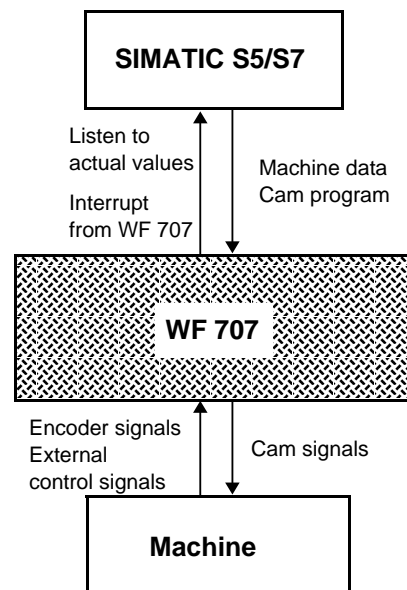 SIMATIC S5/S7
Listen to
actual values
Interrupt
from WF 707
Machine data
Cam program
WF 707
Encoder signals
External
control signals
Cam signals
Machine